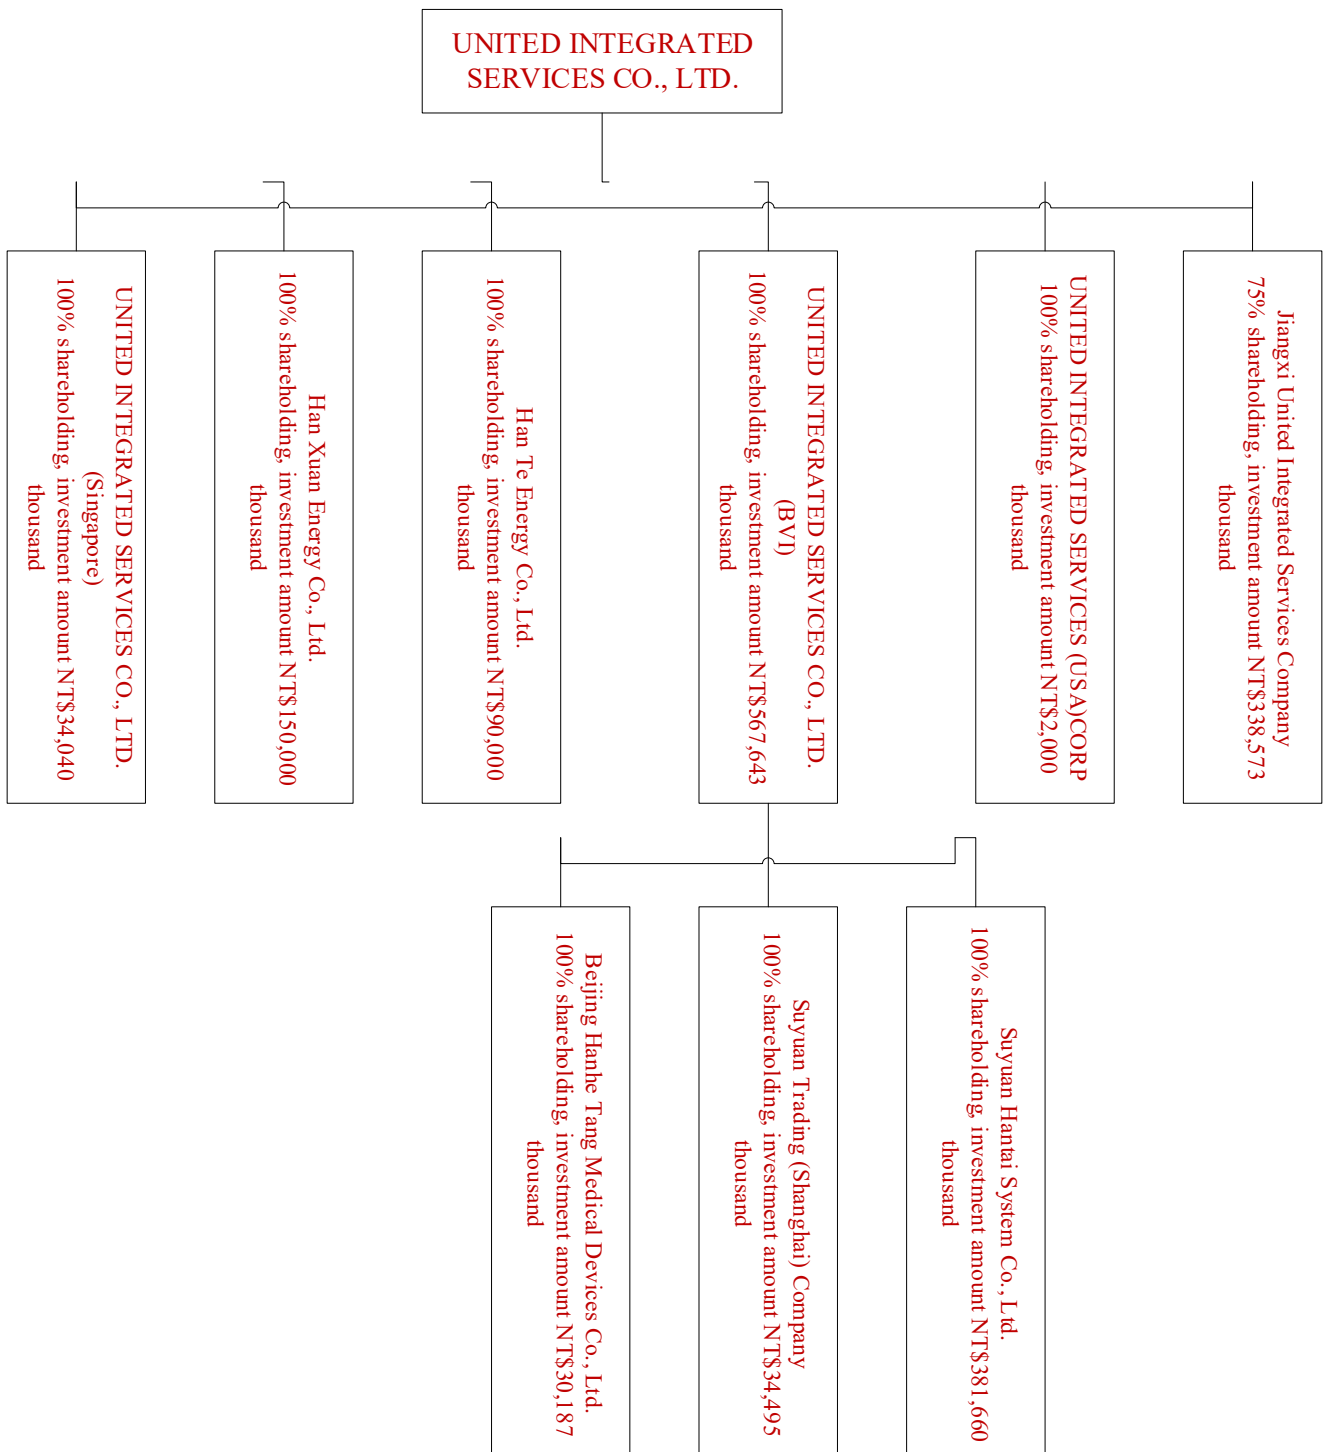 UNITED INTEGRATED
SERVICES CO., LTD.
UNITED INTEGRATED SERVICES CO., LTD.
(Singapore)
100% shareholding, investment amount NT$34,040
thousand
Han Xuan Energy Co., Ltd.
100% shareholding, investment amount NT$150,000
thousand
Han Te Energy Co., Ltd.
100% shareholding, investment amount NT$90,000
thousand
UNITED INTEGRATED SERVICES CO., LTD.
(BVI)
100% shareholding, investment amount NT$567,643
thousand
UNITED INTEGRATED SERVICES (USA)CORP
100% shareholding, investment amount NT$2,000
thousand
Jiangxi United Integrated Services Company
75% shareholding, investment amount NT$338,573
thousand
Beijing Hanhe Tang Medical Devices Co., Ltd.
100% shareholding, investment amount NT$30,187
thousand
Suyuan Trading (Shanghai) Company
100% shareholding, investment amount NT$34,495
thousand
Suyuan Hantai System Co., Ltd.
100% shareholding, investment amount NT$381,660
thousand